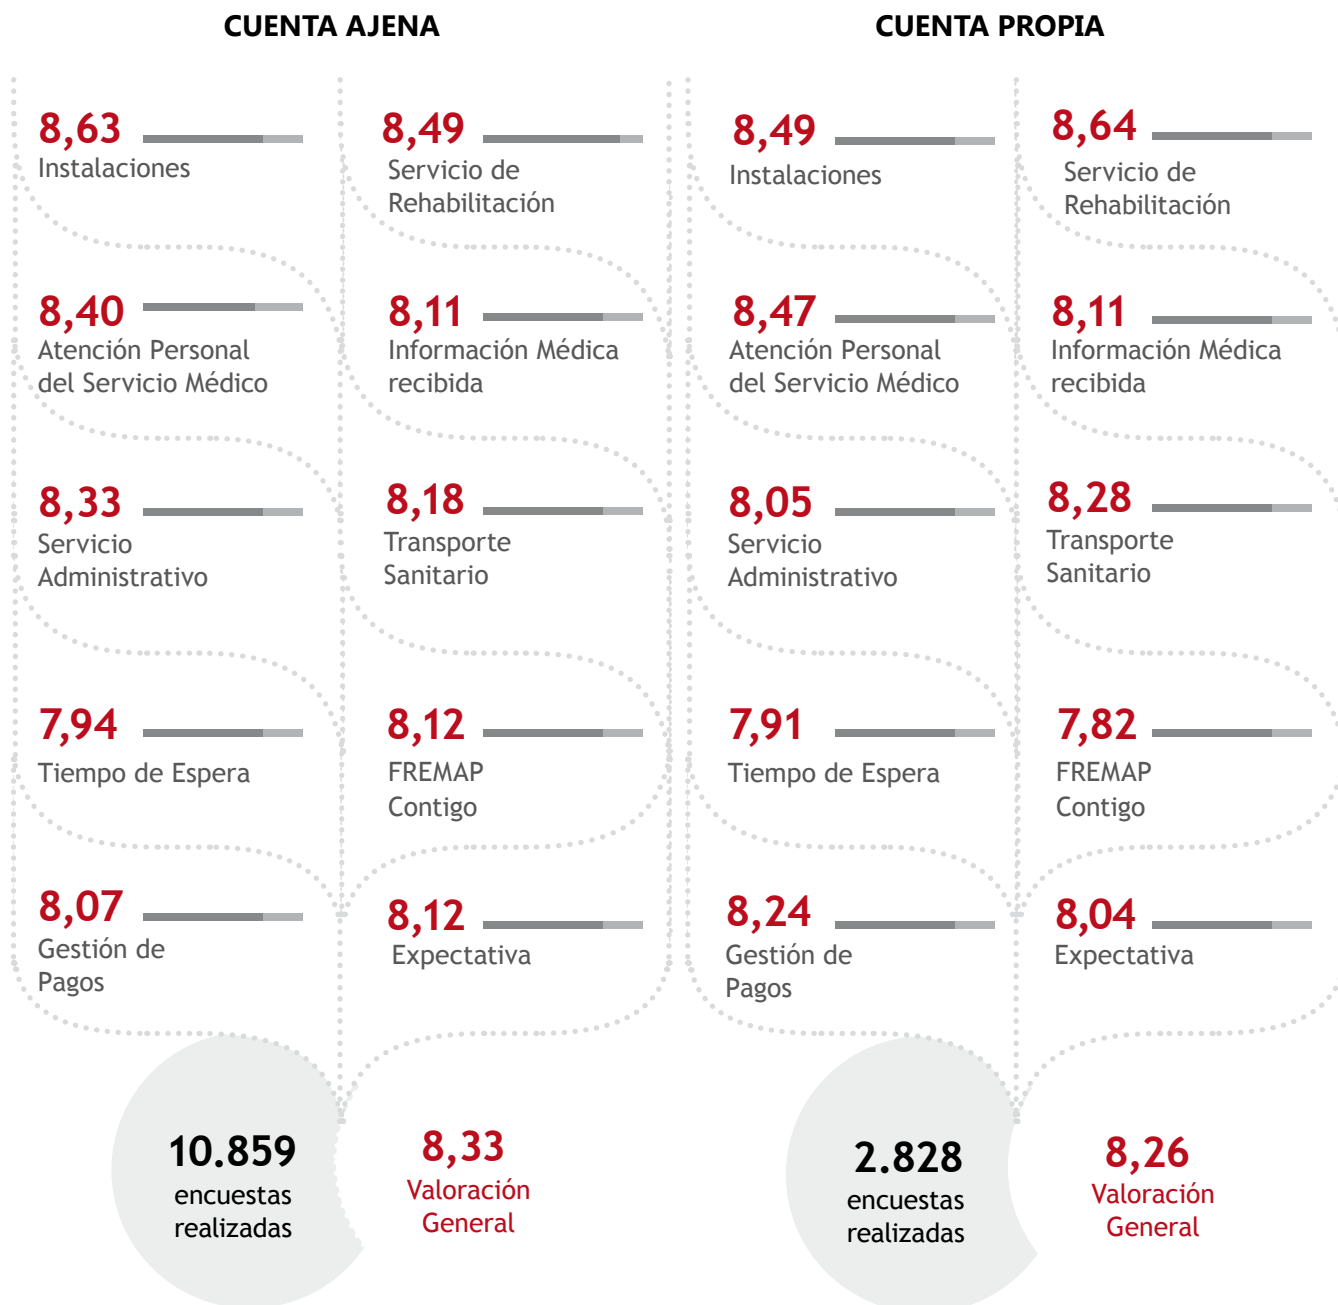 CUENTA AJENA
8,63
Instalaciones
8,49
Servicio de
Rehabilitación
8,40
Atención Personal
del Servicio Médico
8,11
Información Médica
recibida
8,33
Servicio
Administrativo
8,18
Transporte
Sanitario
7,94
Tiempo de Espera
8,12
FREMAP
Contigo
8,07
Gestión de
Pagos
8,12
Expectativa
10.859
encuestas
realizadas
8,33
Valoración
General
CUENTA PROPIA
8,49
Instalaciones
8,64
Servicio de
Rehabilitación
8,47
Atención Personal
del Servicio Médico
8,11
Información Médica
recibida
8,05
Servicio
Administrativo
8,28
Transporte
Sanitario
7,91
Tiempo de Espera
7,82
FREMAP
Contigo
8,24
Gestión de
Pagos
8,04
Expectativa
2.828
encuestas
realizadas
8,26
Valoración
General